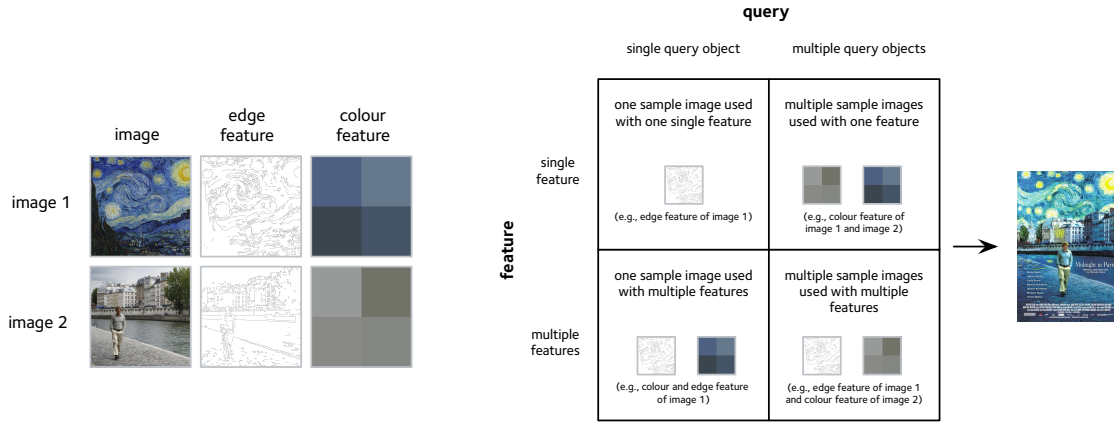 query
single query object
multiple query objects
image
edge
feature
colour
feature
image 1
image 2
feature
single
feature
multiple
features
one sample image used
with one single feature
(e.g., edge feature of image 1)
multiple sample images
used with one feature
(e.g., colour feature of
image 1 and image 2)
one sample image used
with multiple features
(e.g., colour and edge feature
of image 1)
multiple sample images
used with multiple
features
(e.g., edge feature of image 1
and colour feature of image 2)
Midnight in Paris